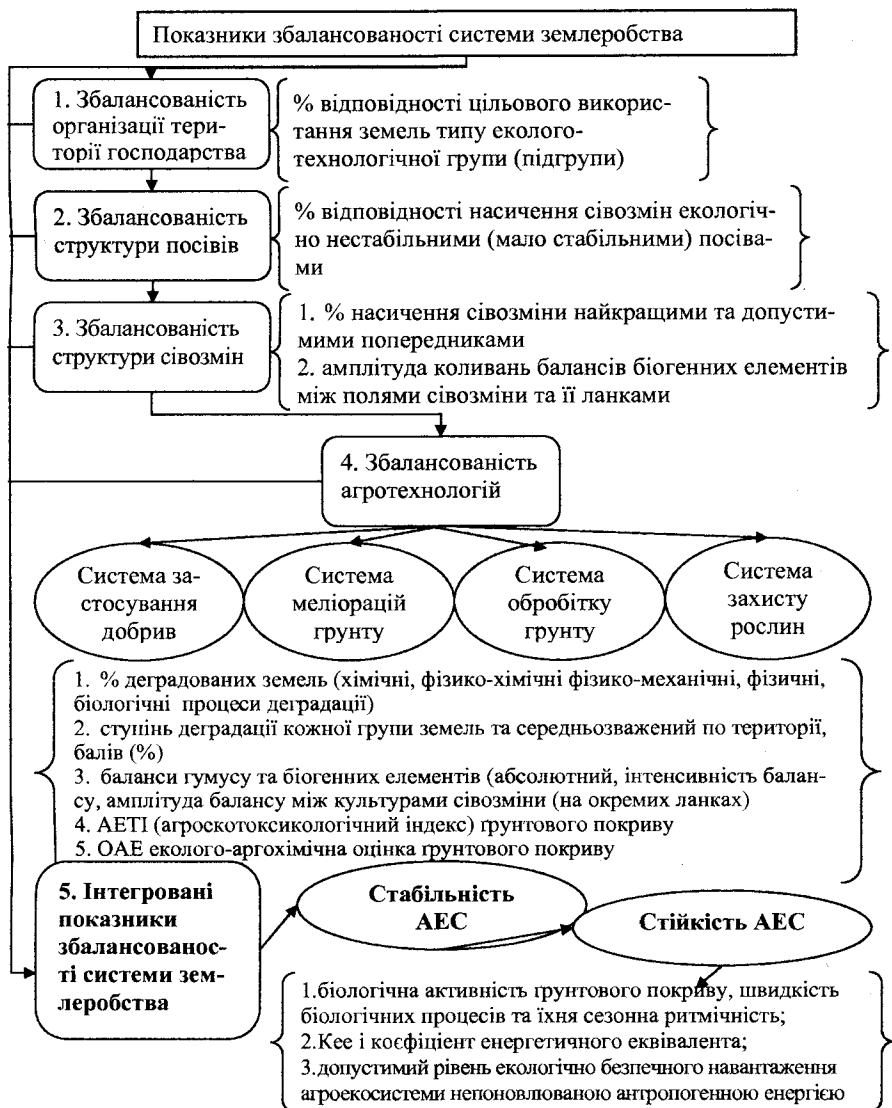 Показники збалансованості системи землеробства
1. Збалансованість
організації тери-
торії господарства
% відповідності цільового викорис-
тання земель типу еколого-
технологічної групи (підгрупи)
2. Збалансованість
структури посівів
% відповідності насичення сівозмін екологіч-
но нестабільними (мало стабільними) посіва-
ми
3. Збалансованість
структури сівозмін
1. % насичення сівозміни найкращими та допусти-
мими попередниками
2. амплітуда коливань балансів біогенних елементів
між полями сівозміни та її ланками
4. Збалансованість
агротехнологій
Система за-
стосування
добрив
Система
меліорацій
грунту
Система
обробітку
грунту
Система
захисту
рослин
1. % деградованих земель (хімічні, фізико-хімічні фізико-механічні, фізичні,
біологічні процеси деградації)
2. ступінь деградації кожної групи земель та середньозважений по території,
балів (%)
3. баланси гумусу та біогенних елементів (абсолютний, інтенсивність балан-
су, амплітуда балансу між культурами сівозміни (на окремих ланках)
4. АЕТІ (агроскотоксикологічний індекс) ґрунтового покриву
5. ОАЕ еколого-аргохімічна оцінка ґрунтового покриву
5. Інтегровані
показники
збалансованос-
ті системи зем-
леробства
Стабільність
АЕС
Стійкість АЕС
1.біологічна активність ґрунтового покриву, швидкість
біологічних процесів та їхня сезонна ритмічність;
2.Кее і коефіцієнт енергетичного еквівалента;
3.допустимий рівень екологічно безпечного навантаження
агроекосистеми непоновлюваною антропогенною енергією